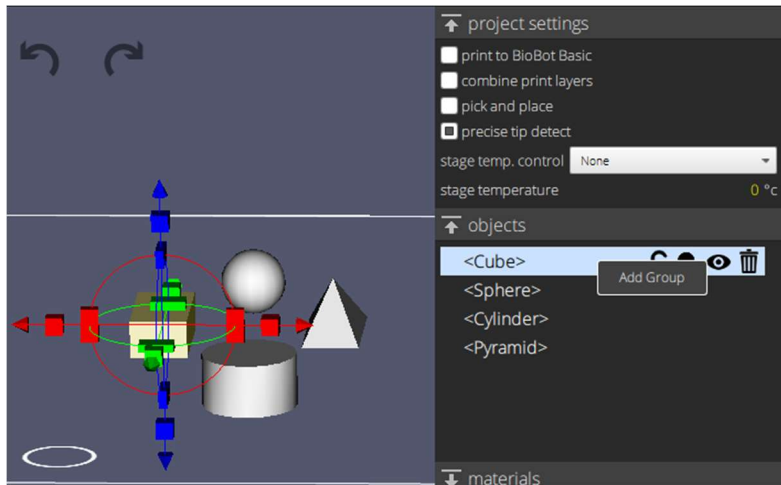 project settings
print to BioBot Basic
combine print layers
pick and place
precise tip detect
stage temp. control None
stage temperature 0 °c
objects
<Cube>
Add Group
<Sphere>
<Cylinder>
<Pyramid>
materials